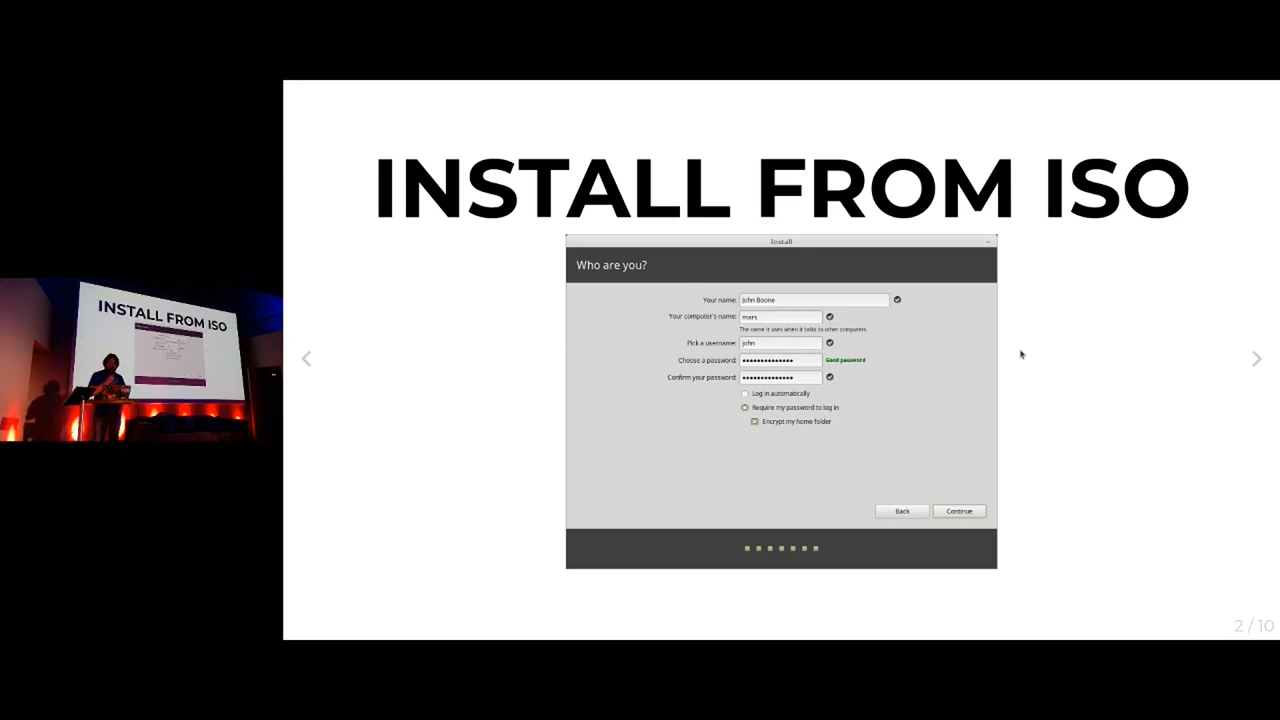 INSTALL FROM ISO
INSTALL FROM ISO
Install
Who are you?
Your name: John Boone
Your computer's name: mars
The name it uses when it talks to other computers.
Pick a username: john
Choose a password: •••••••••••••• Good password
Confirm your password: ••••••••••••••
Log in automatically
Require my password to log in
Encrypt my home folder
Back Continue
2 / 10